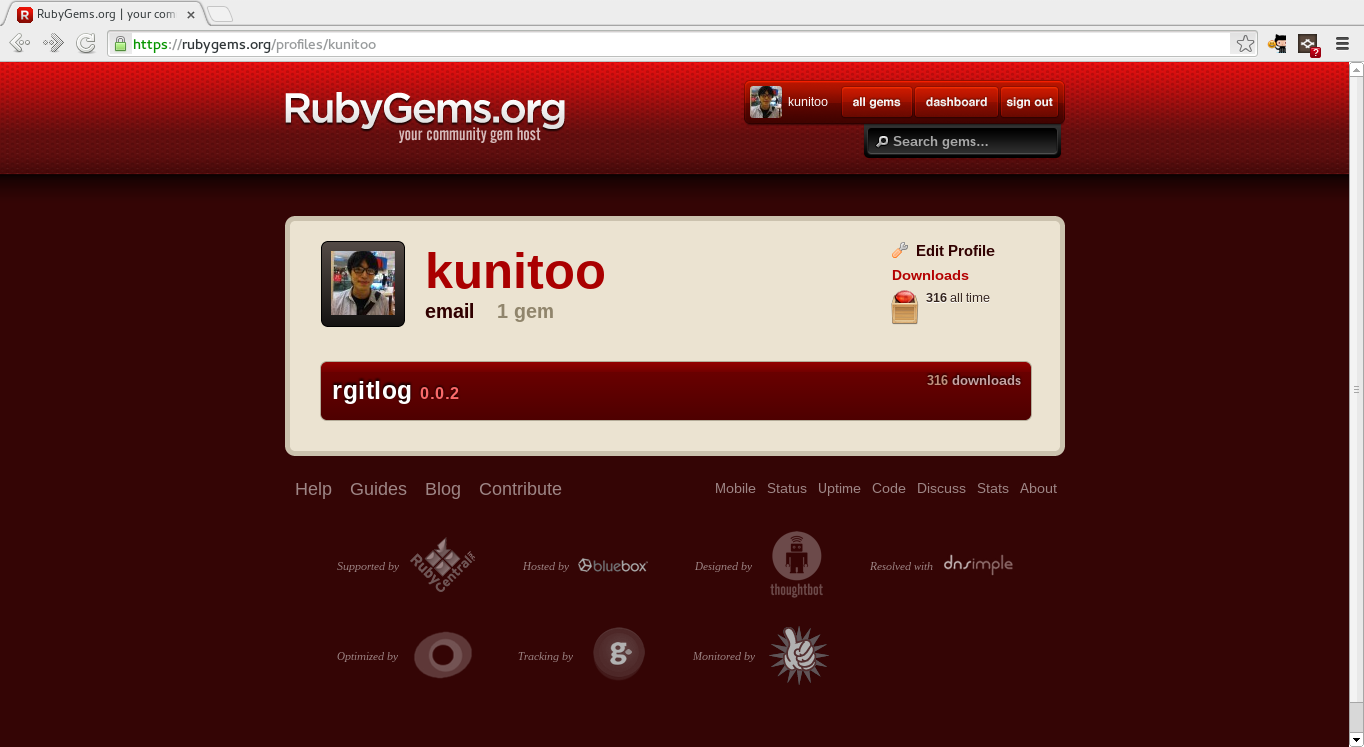 RubyGems.org | your com
https://rubygems.org/profiles/kunitoo
RubyGems.org
your community gem host
kunitoo all gems dashboard sign out
Search gems…
kunitoo
email 1 gem
Edit Profile
Downloads
316 all time
rgitlog 0.0.2
316 downloads
Help Guides Blog Contribute
Mobile Status Uptime Code Discuss Stats About
Supported by RubyCentral
Hosted by bluebox
Designed by thoughtbot
Resolved with dnsimple
Optimized by
Tracking by g
Monitored by